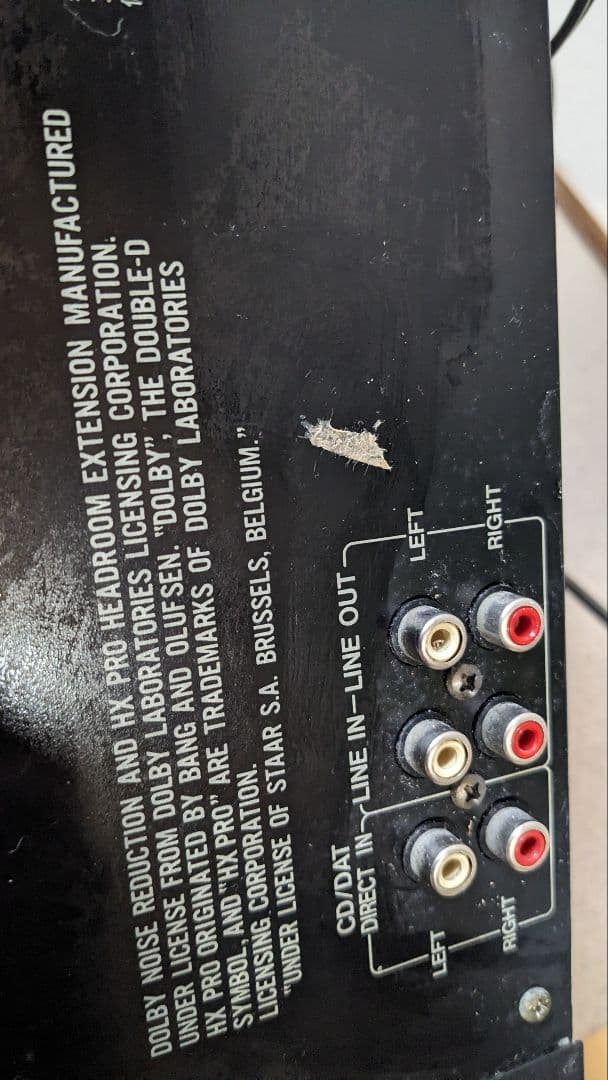 DOLBY NOISE REDUCTION AND HX PRO HEADROOM EXTENSION MANUFACTURED
UNDER LICENSE FROM DOLBY LABORATORIES LICENSING CORPORATION.
HX PRO ORIGINATED BY BANG AND OLUFSEN. "DOLBY", THE DOUBLE-D
SYMBOL, AND "HX PRO" ARE TRADEMARKS OF DOLBY LABORATORIES
LICENSING CORPORATION.
"UNDER LICENSE OF STAAR S.A. BRUSSELS, BELGIUM."
CD/DAT
DIRECT IN LINE IN LINE OUT
LEFT LEFT
RIGHT RIGHT